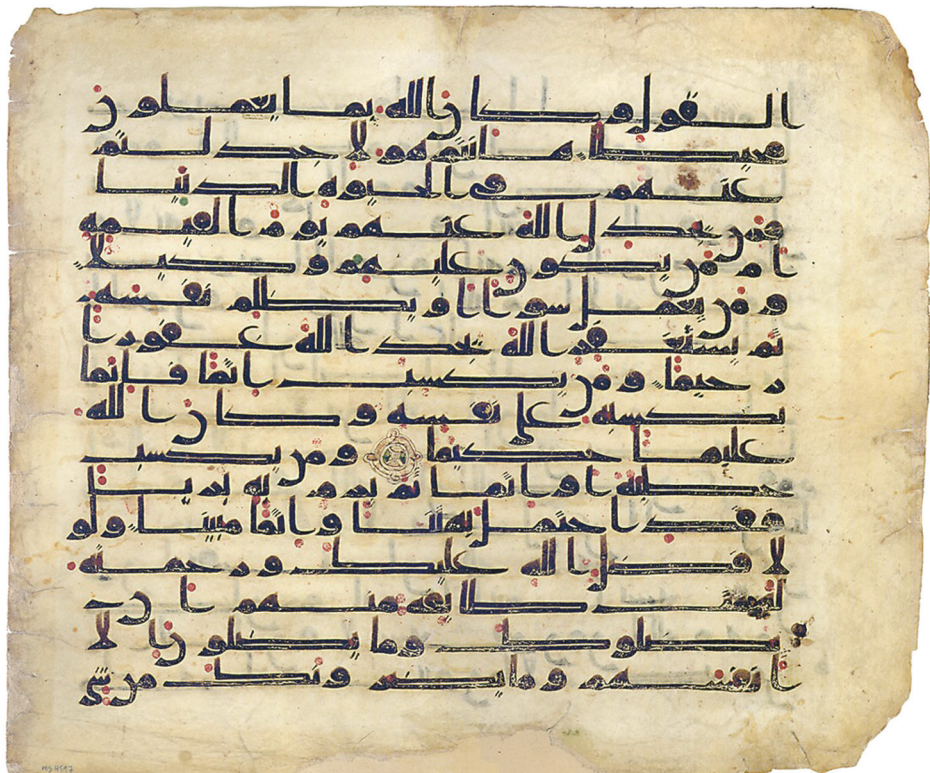 القول وكان الله بما يعملون
محيطا هانتم هولا جدلتم
عنهم في الحيوة الدنيا
فمن يجدل الله عنهم يوم القيمة
ام من يكون عليهم وكيلا
ومن يعمل سوا او يظلم نفسه
ثم يستغفر الله يجد الله غفورا
رحيما ومن يكسب اثما فانما
يكسبه على نفسه وكان الله
عليما حكيما ومن يكسب
خطية او اثما ثم يرم به بريا
فقد احتمل بهتنا واثما مبينا ولو
لا فضل الله عليك ورحمته
لهمت طايفة منهم ان
يضلوك وما يضلون الا
انفسهم وما يضرونك من شي